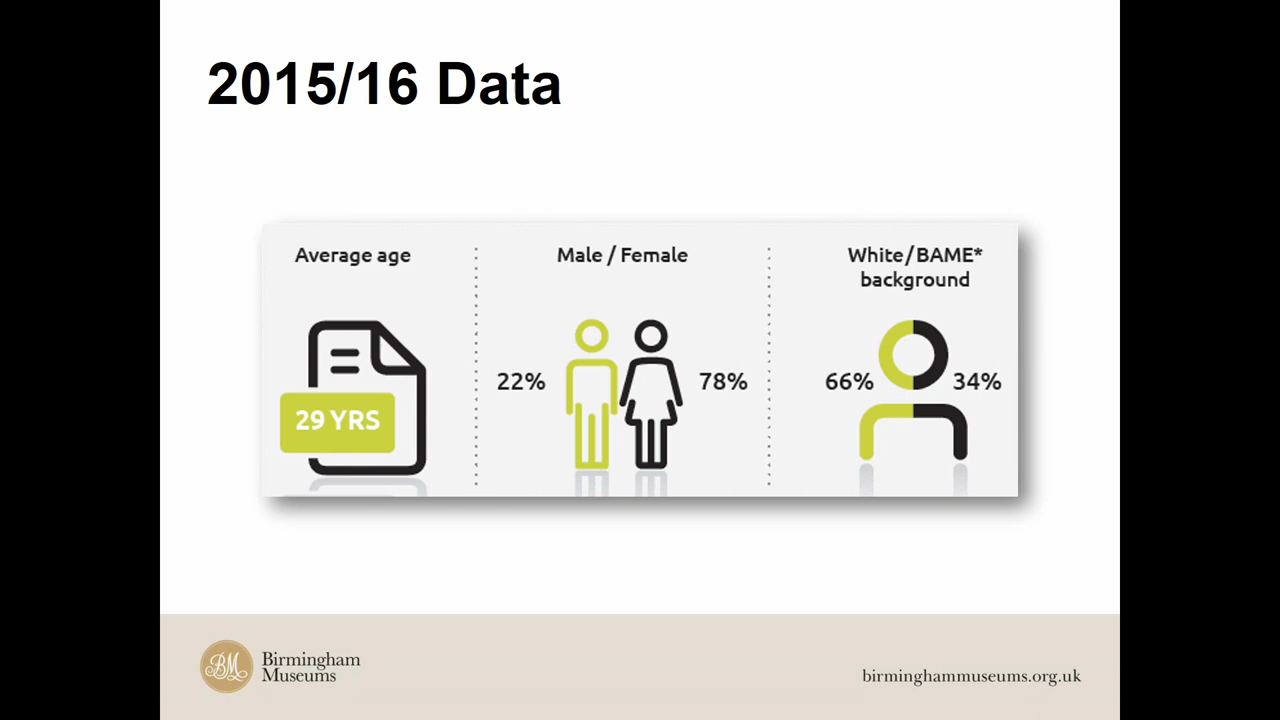 2015/16 Data
Average age
29 YRS
Male / Female
22%
78%
White/BAME*
background
66%
34%
BM
Birmingham
Museums
birminghammuseums.org.uk